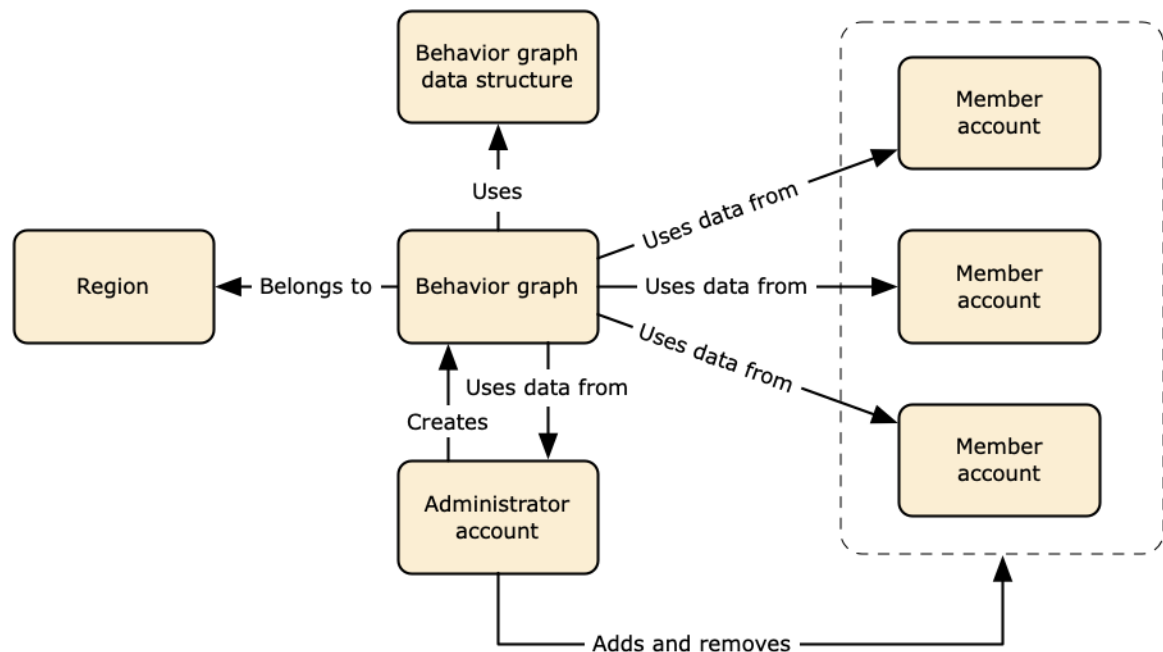 Behavior graph
data structure
Member
account
Uses
Uses data from
Region
Belongs to
Behavior graph
Uses data from
Member
account
Uses data from
Uses data from
Creates
Member
account
Administrator
account
Adds and removes